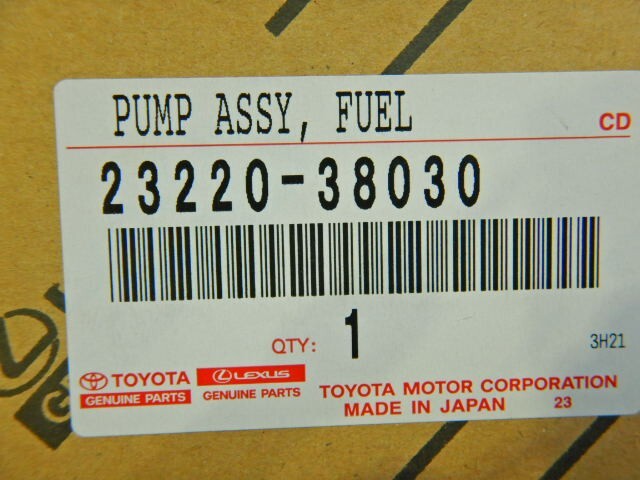 PUMP ASSY, FUEL
CD
23220-38030
QTY: 1
3H21
TOYOTA
GENUINE PARTS
LEXUS
GENUINE PARTS
TOYOTA MOTOR CORPORATION
MADE IN JAPAN 23